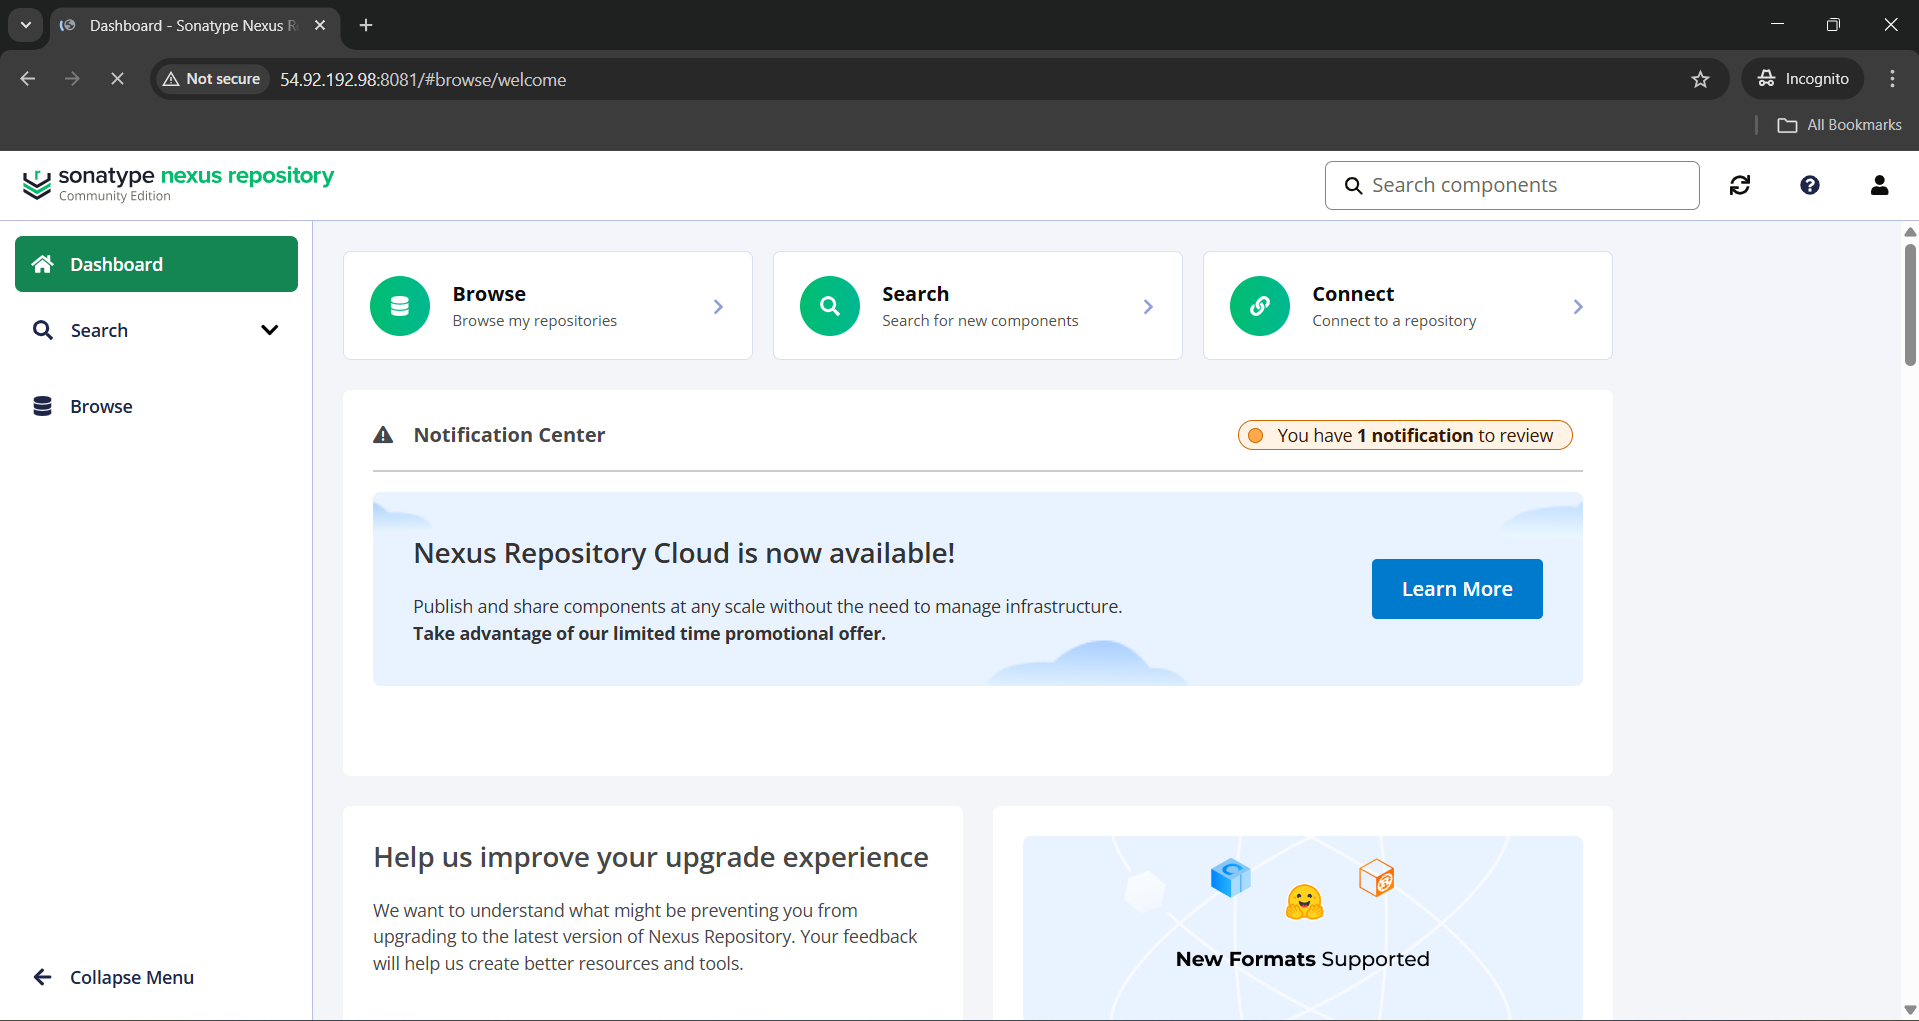 Dashboard - Sonatype Nexus R
Not secure
54.92.192.98:8081/#browse/welcome
Incognito
All Bookmarks
sonatype nexus repository
Community Edition
Search components
Dashboard
Search
Browse
Collapse Menu
Browse
Browse my repositories
Search
Search for new components
Connect
Connect to a repository
Notification Center
You have 1 notification to review
Nexus Repository Cloud is now available!
Publish and share components at any scale without the need to manage infrastructure.
Take advantage of our limited time promotional offer.
Learn More
Help us improve your upgrade experience
We want to understand what might be preventing you from
upgrading to the latest version of Nexus Repository. Your feedback
will help us create better resources and tools.
New Formats Supported